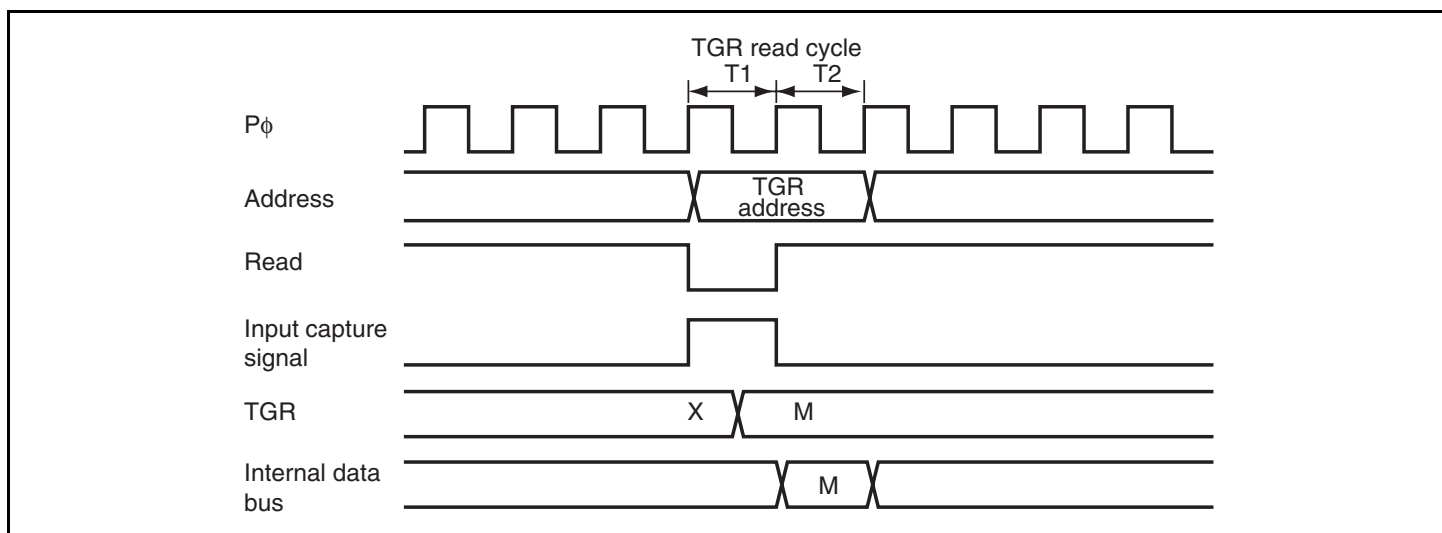 TGR read cycle
T1 T2
Pϕ
Address
TGR
address
Read
Input capture
signal
TGR
X M
Internal data
bus
M